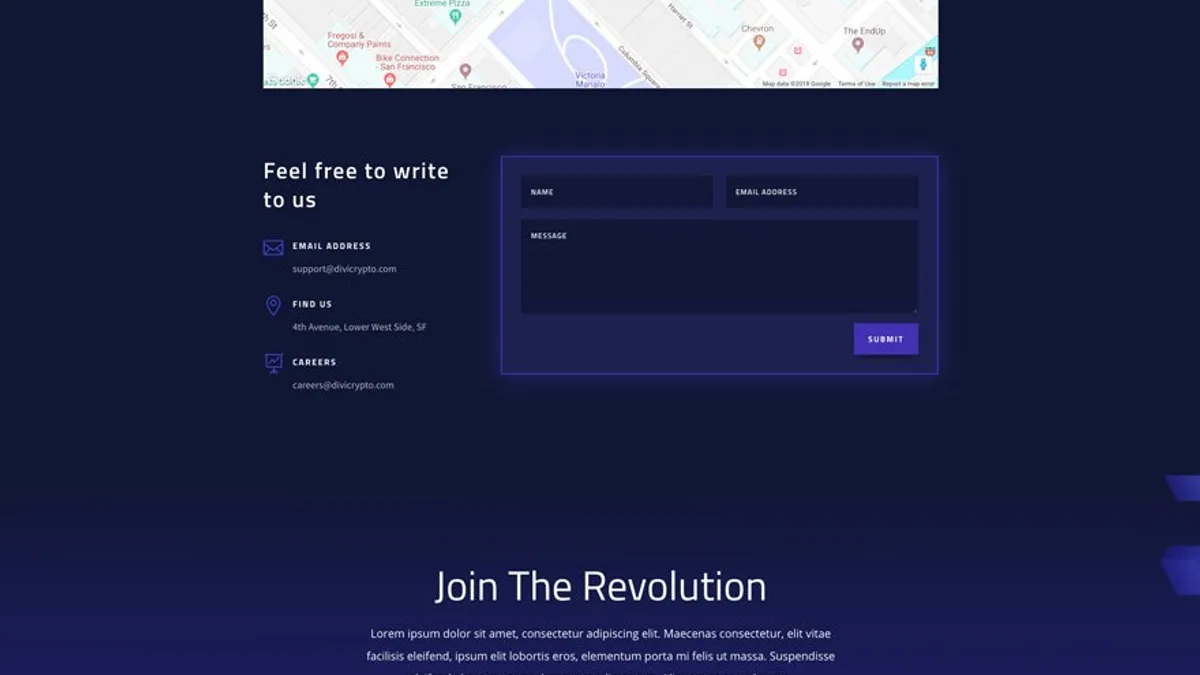 Extreme Pizza
Harriet St
Fregosi &
Company Paints
Chevron
The EndUp
Bike Connection
- San Francisco
Columbia Square
7th
Victoria
Manalo
San Francisco
Map data ©2018 Google
Terms of Use
Report a map error
Feel free to write
to us
EMAIL ADDRESS
support@divicrypto.com
FIND US
4th Avenue, Lower West Side, SF
CAREERS
careers@divicrypto.com
NAME
EMAIL ADDRESS
MESSAGE
SUBMIT
Join The Revolution
Lorem ipsum dolor sit amet, consectetur adipiscing elit. Maecenas consectetur, elit vitae
facilisis eleifend, ipsum elit lobortis eros, elementum porta mi felis ut massa. Suspendisse